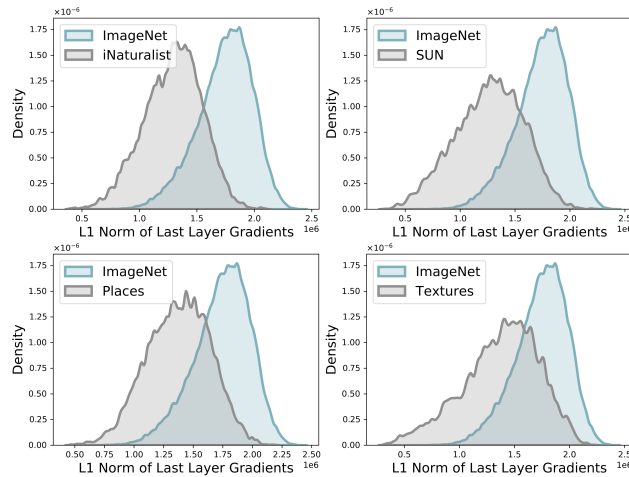 ×10⁻⁶
1.75
1.50
1.25
1.00
0.75
0.50
0.25
0.00
Density
ImageNet
iNaturalist
0.5 1.0 1.5 2.0 2.5
1e6
L1 Norm of Last Layer Gradients
×10⁻⁶
1.75
1.50
1.25
1.00
0.75
0.50
0.25
0.00
Density
ImageNet
SUN
0.5 1.0 1.5 2.0 2.5
1e6
L1 Norm of Last Layer Gradients
×10⁻⁶
1.75
1.50
1.25
1.00
0.75
0.50
0.25
0.00
Density
ImageNet
Places
0.50 0.75 1.00 1.25 1.50 1.75 2.00 2.25 2.50
1e6
L1 Norm of Last Layer Gradients
×10⁻⁶
1.75
1.50
1.25
1.00
0.75
0.50
0.25
0.00
Density
ImageNet
Textures
0.5 1.0 1.5 2.0 2.5
1e6
L1 Norm of Last Layer Gradients